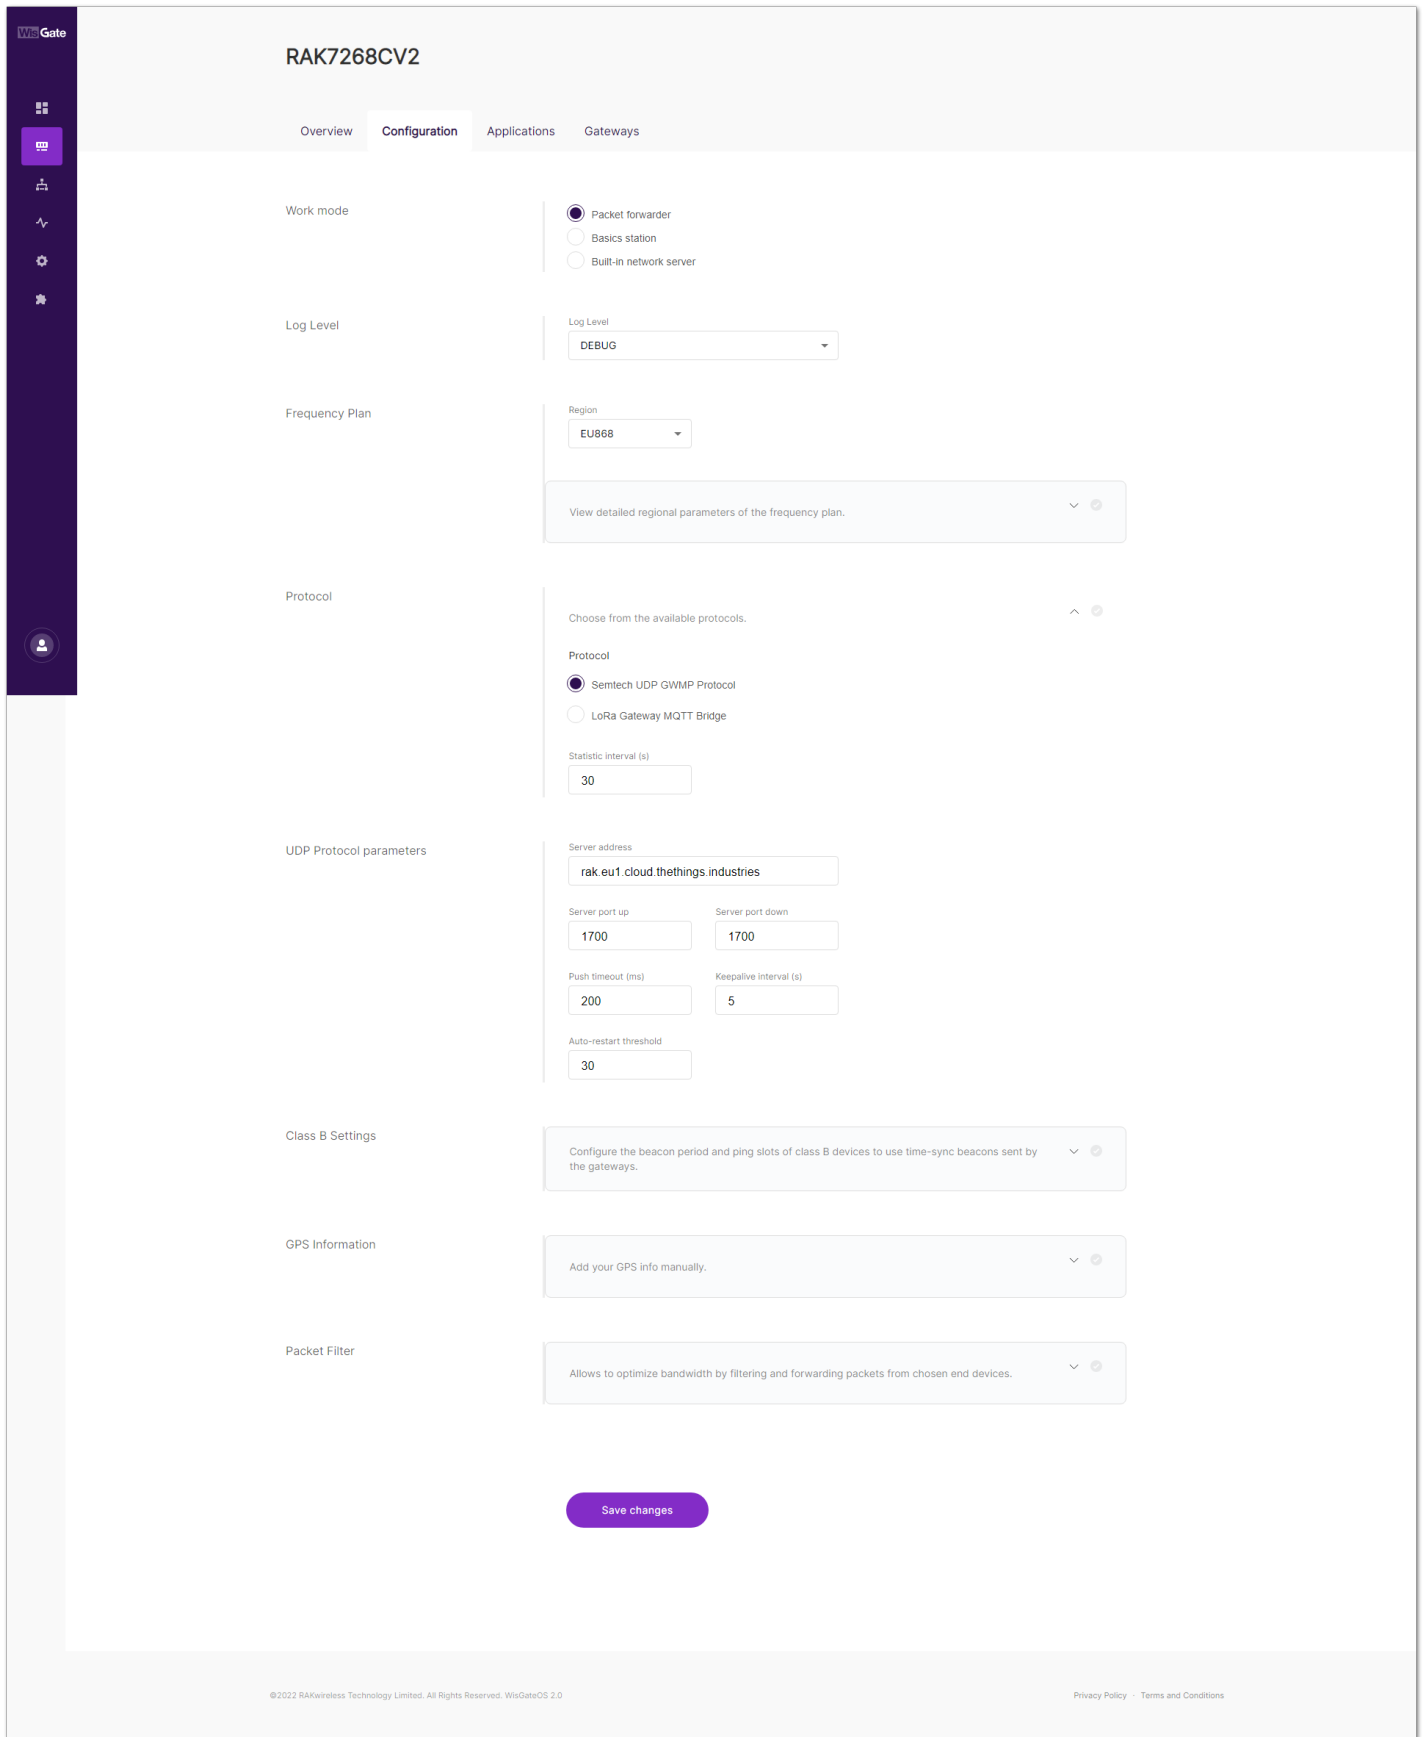 WisGate
RAK7268CV2
Overview
Configuration
Applications
Gateways
Work mode
Packet forwarder
Basics station
Built-in network server
Log Level
Log Level
DEBUG
Frequency Plan
Region
EU868
View detailed regional parameters of the frequency plan.
Protocol
Choose from the available protocols.
Protocol
Semtech UDP GWMP Protocol
LoRa Gateway MQTT Bridge
Statistic interval (s)
30
UDP Protocol parameters
Server address
rak.eu1.cloud.thethings.industries
Server port up
Server port down
1700
1700
Push timeout (ms)
Keepalive interval (s)
200
5
Auto-restart threshold
30
Class B Settings
Configure the beacon period and ping slots of class B devices to use time-sync beacons sent by
the gateways.
GPS Information
Add your GPS info manually.
Packet Filter
Allows to optimize bandwidth by filtering and forwarding packets from chosen end devices.
Save changes
©2022 RAKwireless Technology Limited. All Rights Reserved. WisGateOS 2.0
Privacy Policy · Terms and Conditions